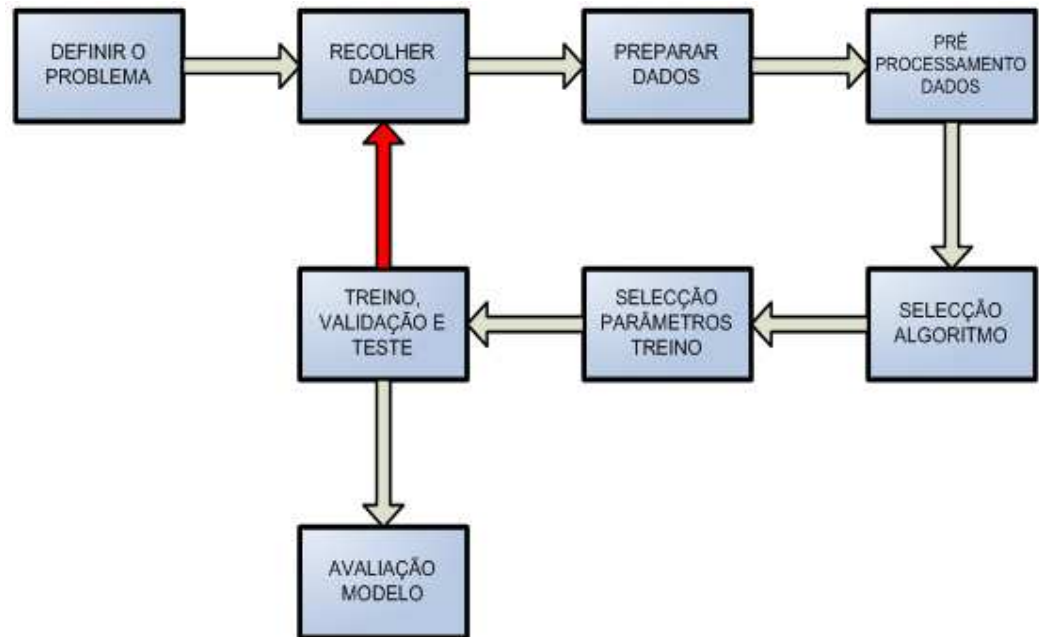 DEFINIR O
PROBLEMA
RECOLHER
DADOS
PREPARAR
DADOS
PRÉ
PROCESSAMENTO
DADOS
SELECÇÃO
ALGORITMO
SELECÇÃO
PARÂMETROS
TREINO
TREINO,
VALIDAÇÃO E
TESTE
AVALIAÇÃO
MODELO